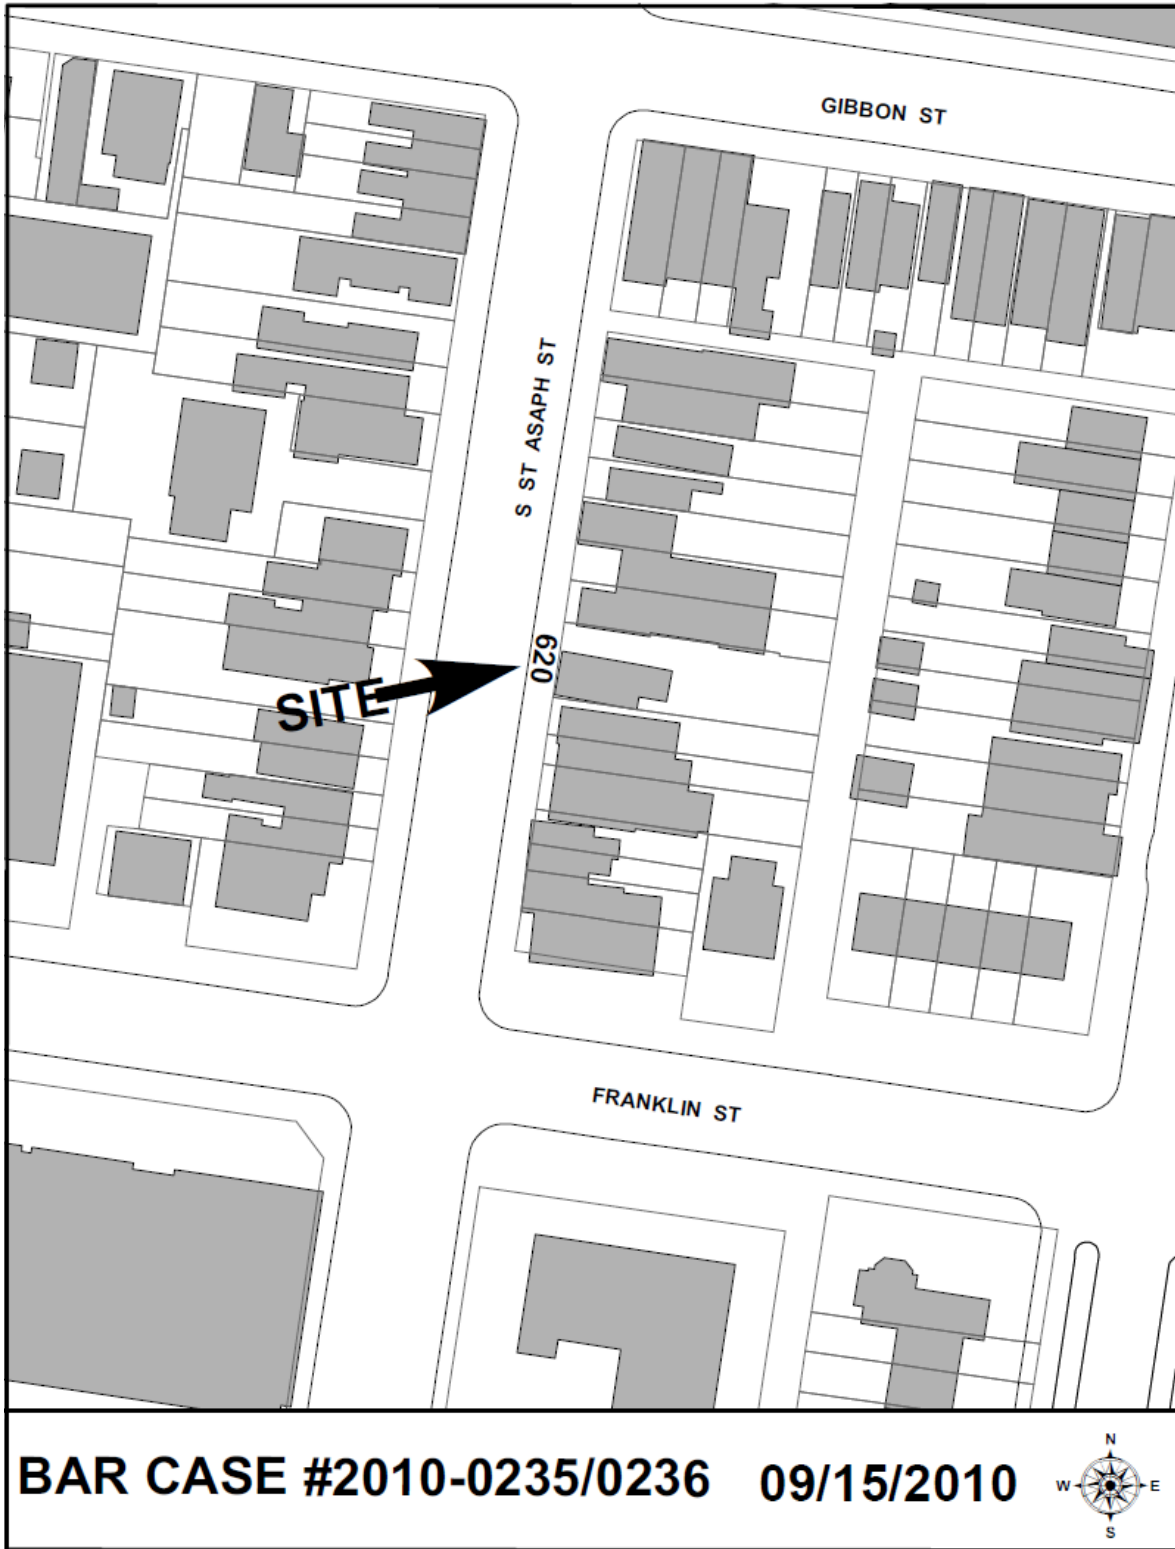 GIBBON ST
S ST ASAPH ST
620
SITE
FRANKLIN ST
BAR CASE #2010-0235/0236 09/15/2010
N
W E
S